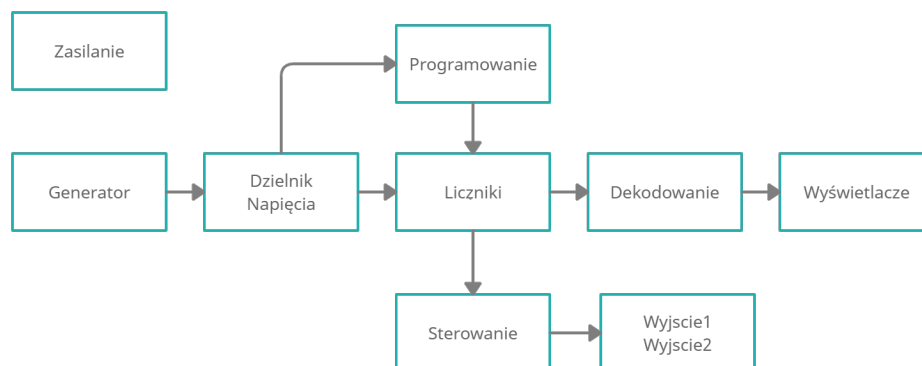 Zasilanie
Programowanie
Generator
Dzielnik
Napięcia
Liczniki
Dekodowanie
Wyświetlacze
Sterowanie
Wyjscie1
Wyjscie2